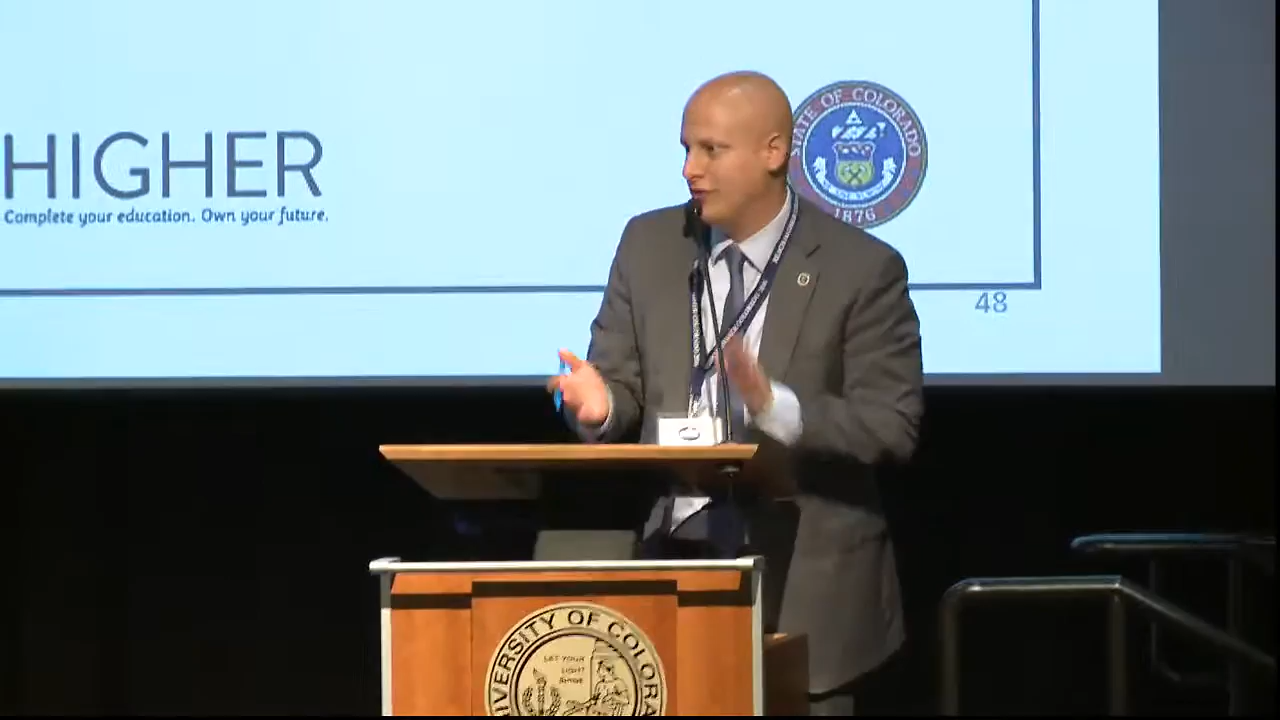 HIGHER
Complete your education. Own your future.
STATE OF COLORADO
1876
48
UNIVERSITY OF COLORA
LET YOUR
LIGHT
SHINE